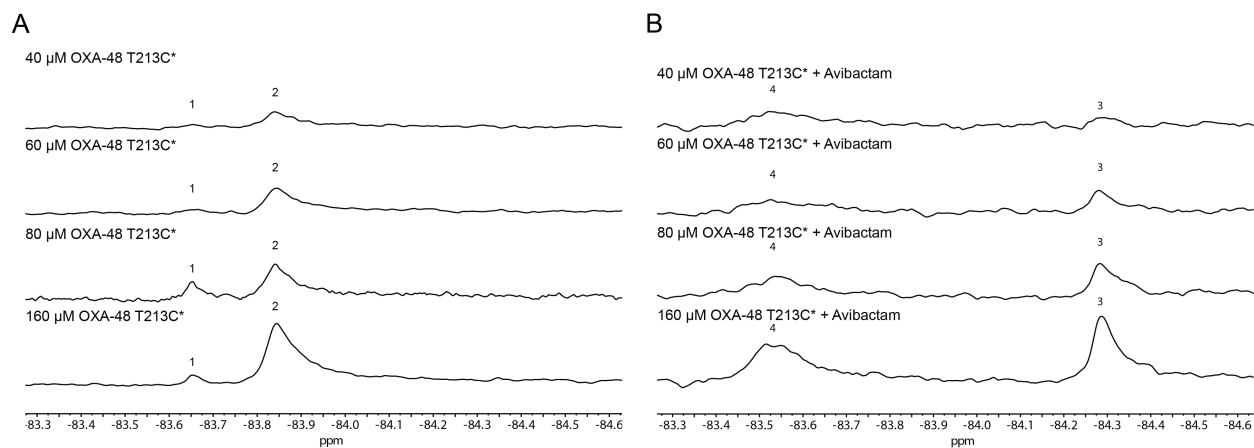 A
40 µM OXA-48 T213C*
1
2
60 µM OXA-48 T213C*
1
2
80 µM OXA-48 T213C*
1
2
160 µM OXA-48 T213C*
1
2
-83.3 -83.4 -83.5 -83.6 -83.7 -83.8 -83.9 -84.0 -84.1 -84.2 -84.3 -84.4 -84.5 -84.6
ppm
B
40 µM OXA-48 T213C* + Avibactam
4
3
60 µM OXA-48 T213C* + Avibactam
4
3
80 µM OXA-48 T213C* + Avibactam
4
3
160 µM OXA-48 T213C* + Avibactam
4
3
-83.3 -83.4 -83.5 -83.6 -83.7 -83.8 -83.9 -84.0 -84.1 -84.2 -84.3 -84.4 -84.5 -84.6
ppm